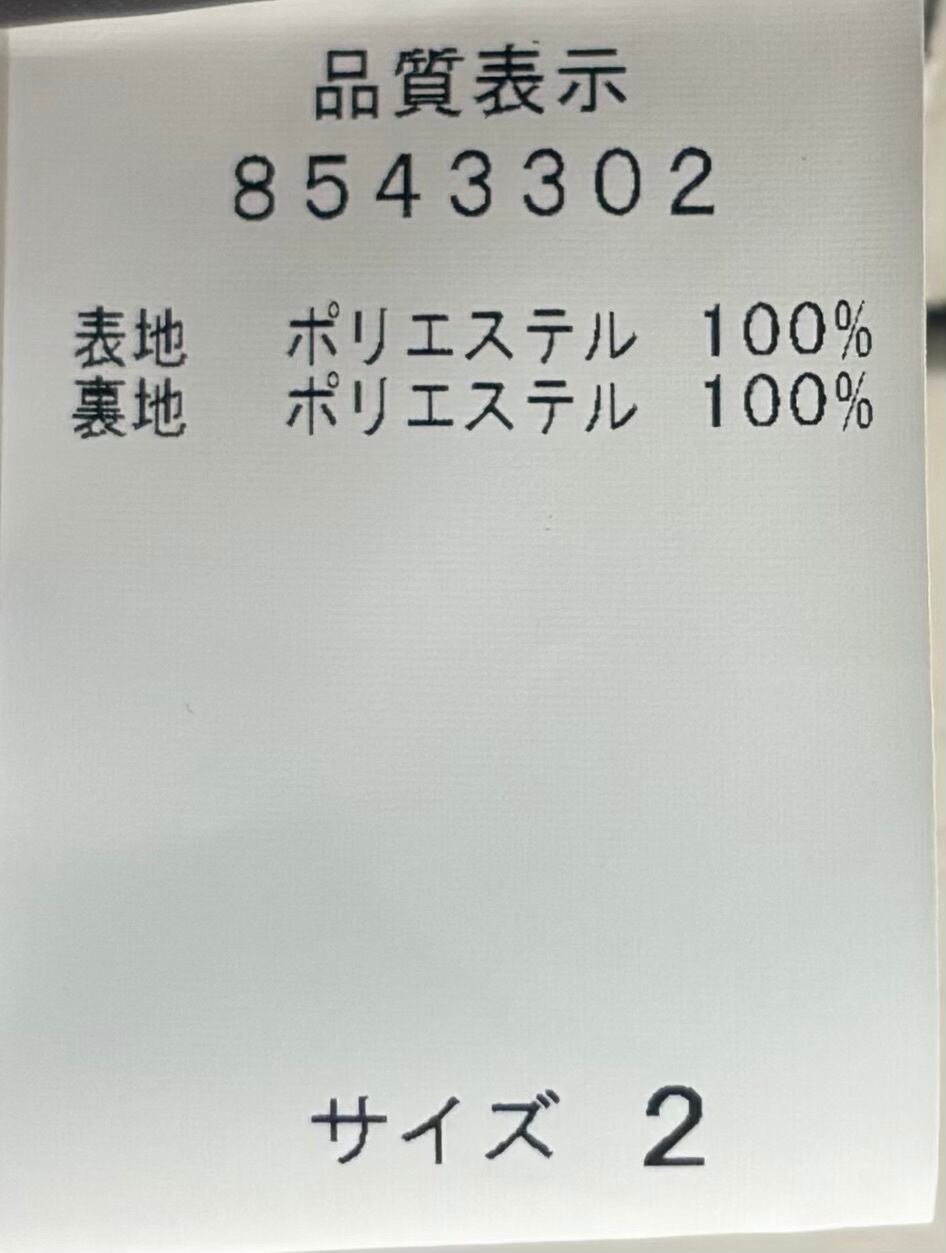 品質表示
8543302
表地 ポリエステル 100%
裏地 ポリエステル 100%
サイズ 2